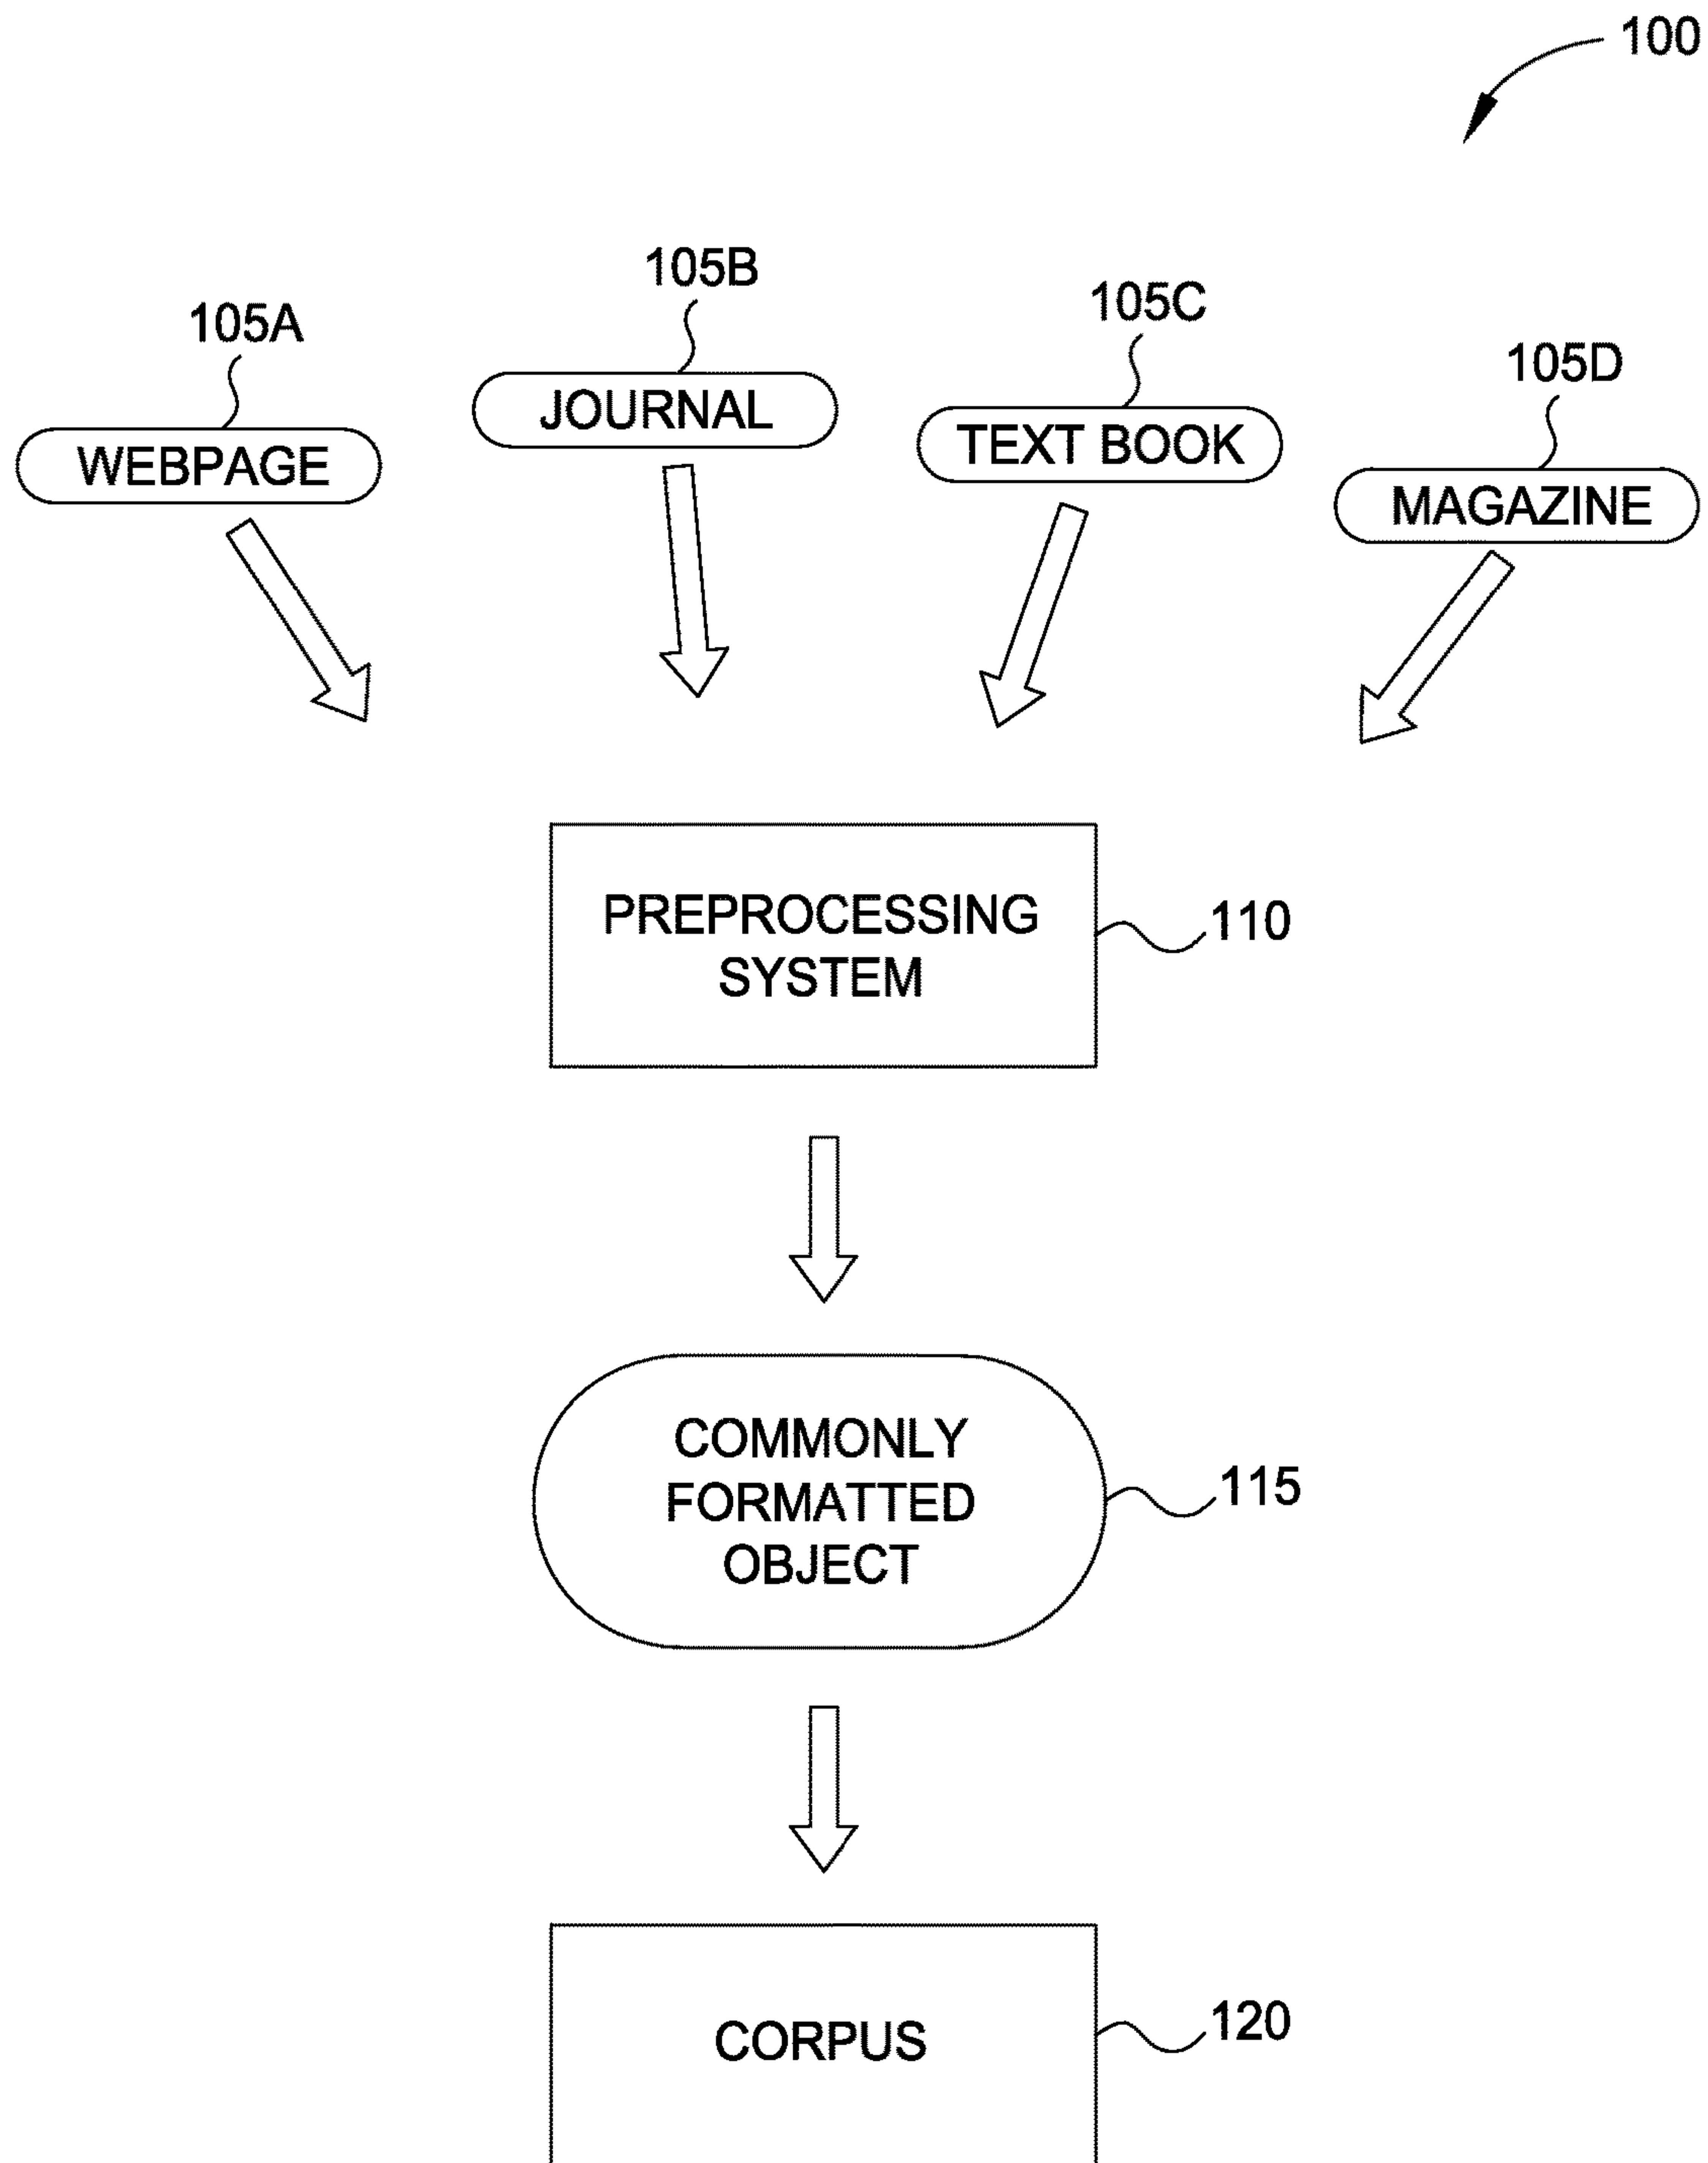 100
105B
105C
105A
105D
JOURNAL
TEXT BOOK
WEBPAGE
MAGAZINE
PREPROCESSING
SYSTEM
110
COMMONLY
FORMATTED
OBJECT
115
CORPUS
120